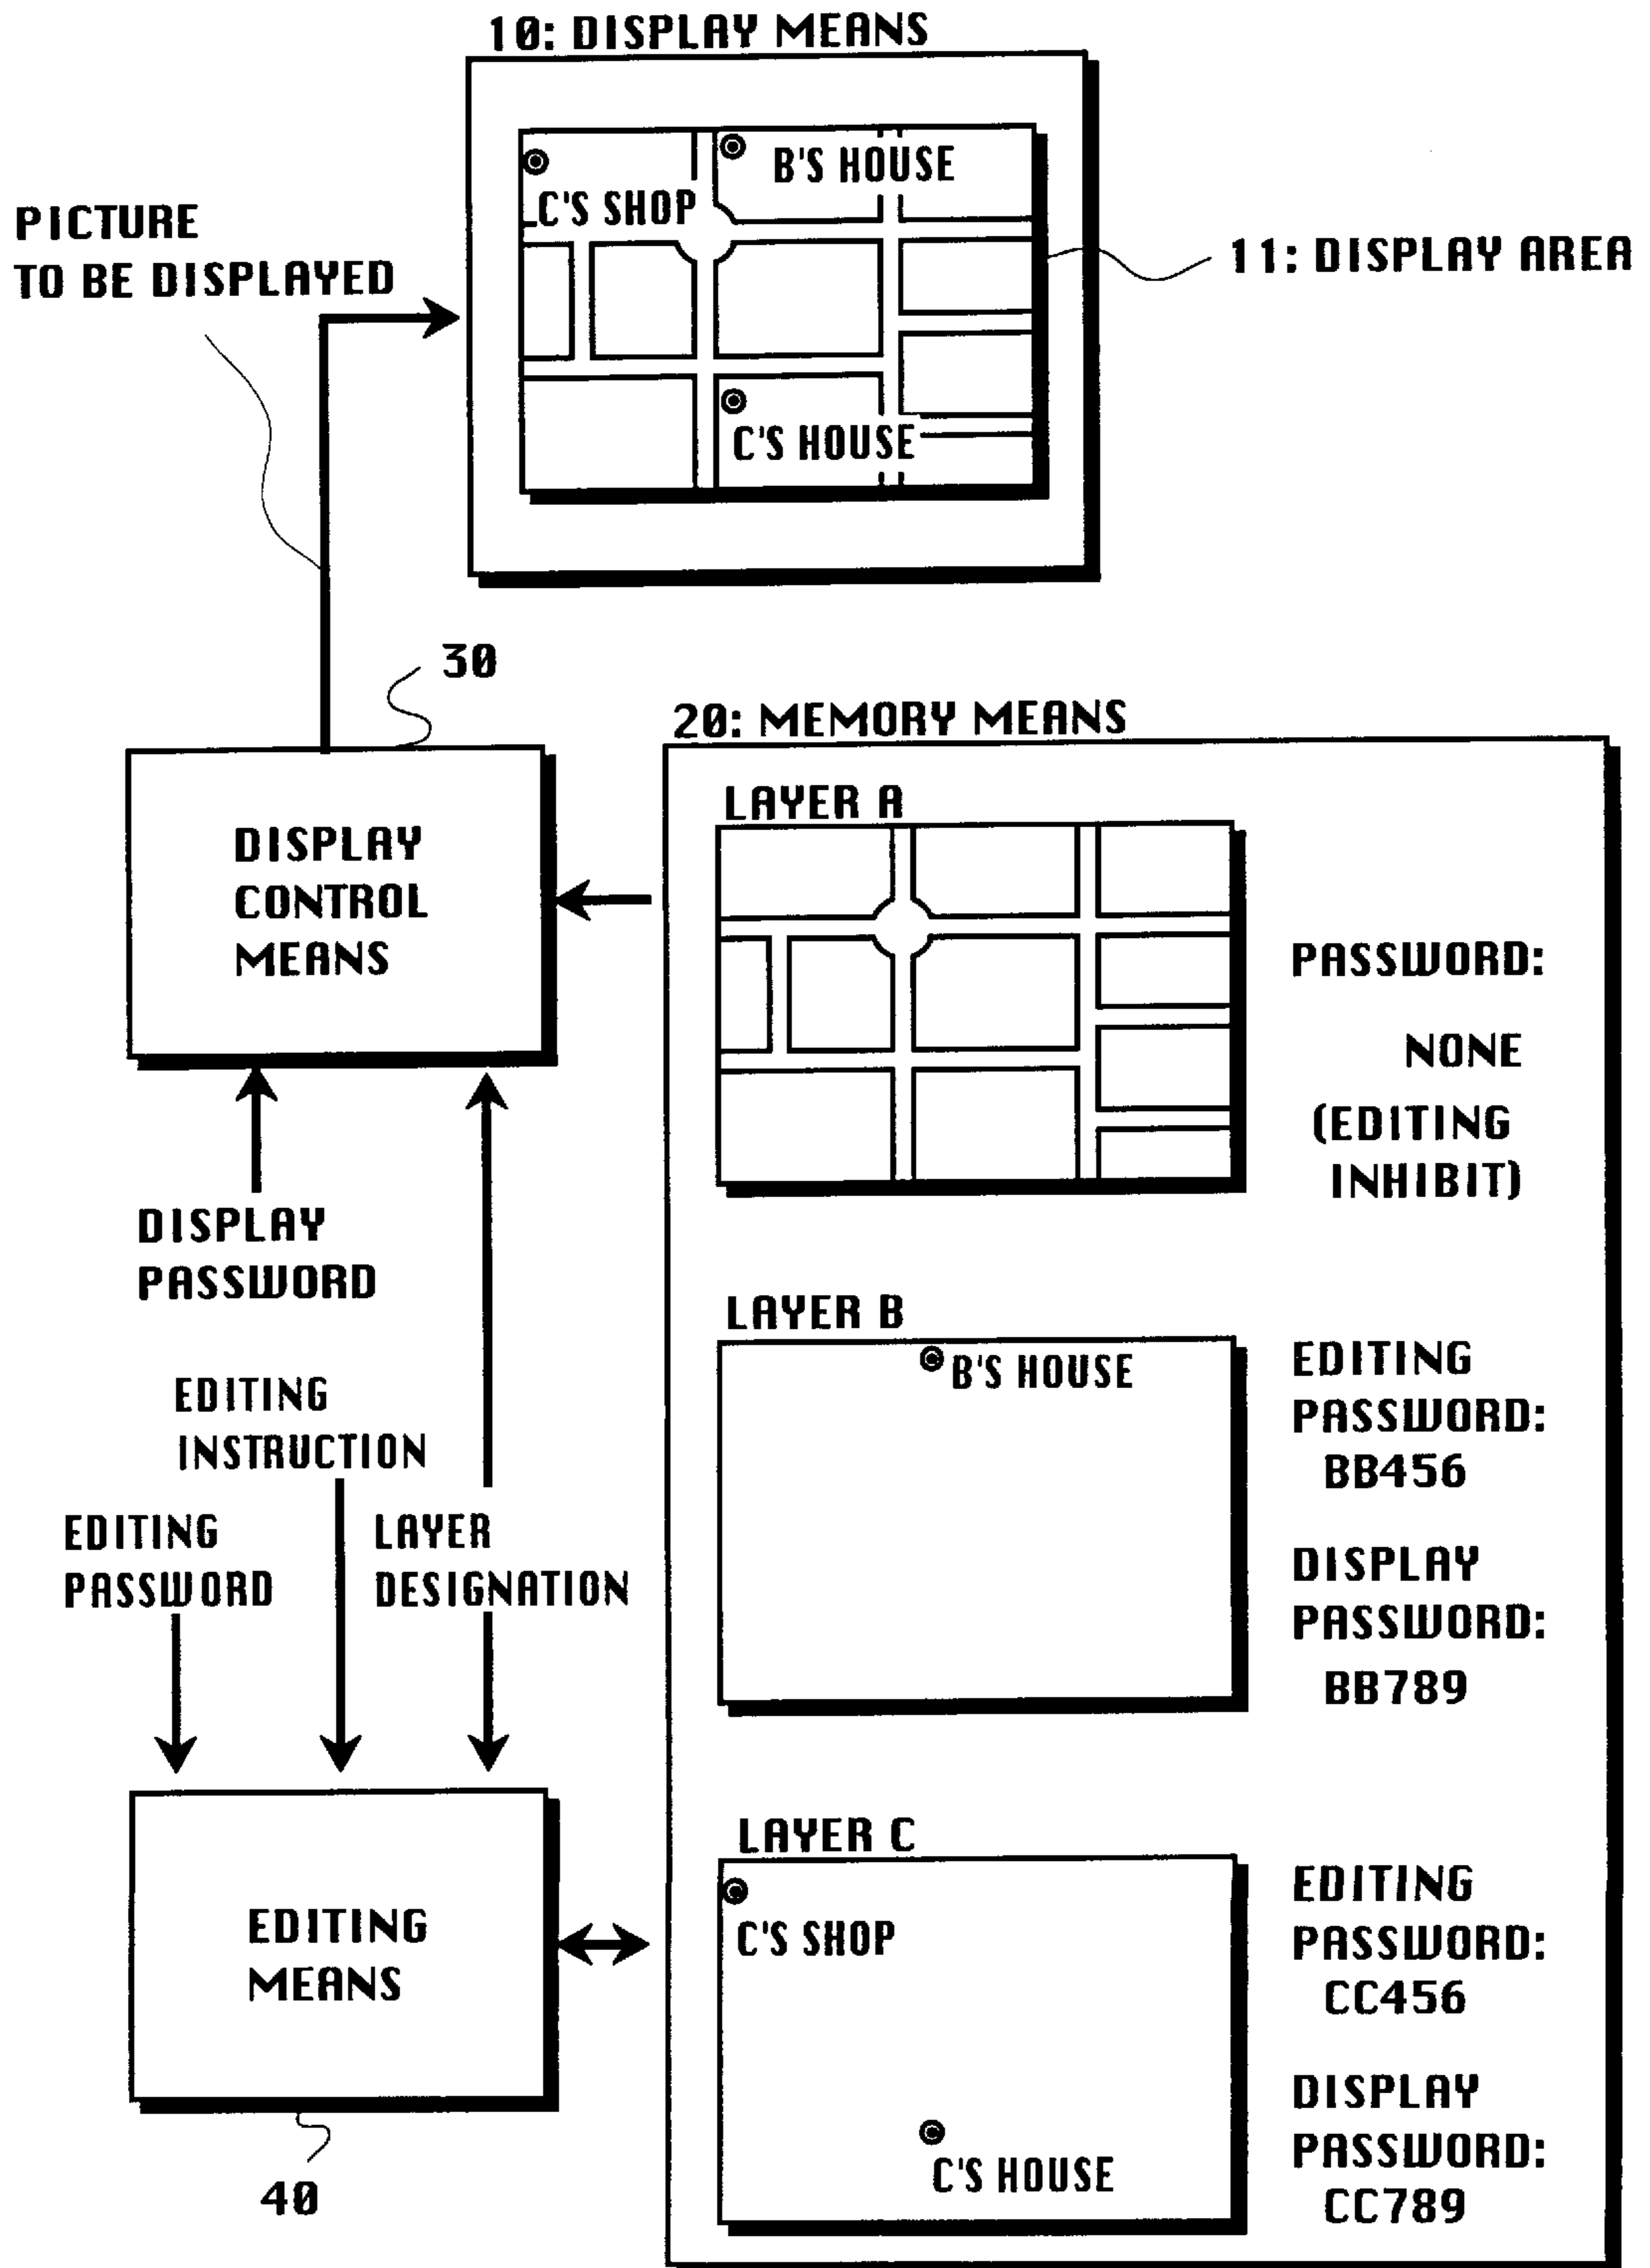 10: DISPLAY MEANS
B'S HOUSE
C'S SHOP
PICTURE
TO BE DISPLAYED
11: DISPLAY AREA
C'S HOUSE
30
20: MEMORY MEANS
LAYER A
DISPLAY
CONTROL
MEANS
PASSWORD:
NONE
(EDITING
INHIBIT)
DISPLAY
PASSWORD
LAYER B
B'S HOUSE
EDITING
PASSWORD:
BB456
DISPLAY
PASSWORD:
BB789
EDITING
INSTRUCTION
EDITING
PASSWORD
LAYER
DESIGNATION
LAYER C
C'S SHOP
C'S HOUSE
EDITING
PASSWORD:
CC456
DISPLAY
PASSWORD:
CC789
EDITING
MEANS
40